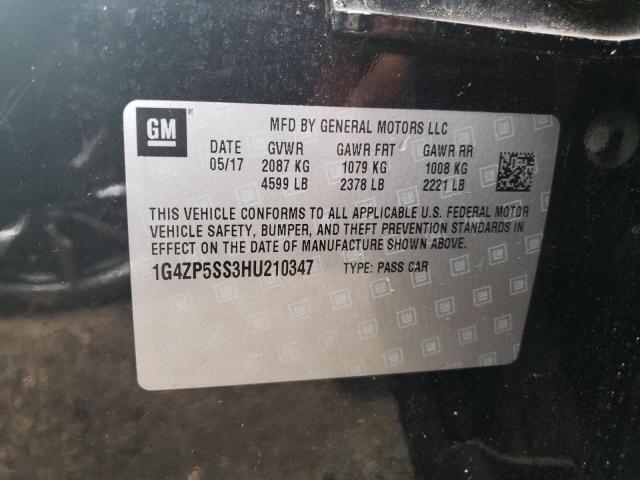 GM
MFD BY GENERAL MOTORS LLC
DATE GVWR GAWR FRT GAWR RR
05/17 2087 KG 1079 KG 1008 KG
4599 LB 2378 LB 2221 LB
THIS VEHICLE CONFORMS TO ALL APPLICABLE U.S. FEDERAL MOTOR
VEHICLE SAFETY, BUMPER, AND THEFT PREVENTION STANDARDS
IN EFFECT ON THE DATE OF MANUFACTURE SHOWN ABOVE.
1G4ZP5SS3HU210347 TYPE: PASS CAR